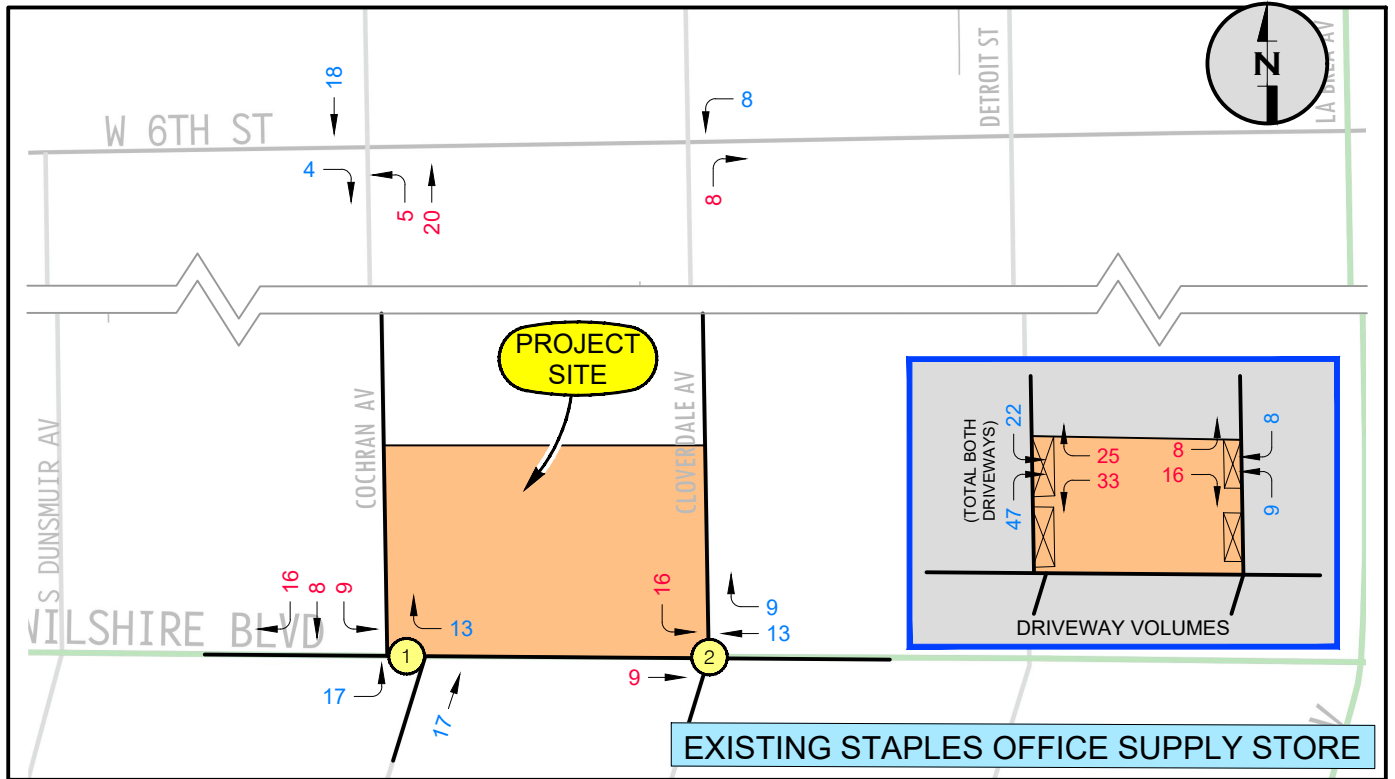 18
8
W 6TH ST
DETROIT ST
LA BREA AV
N
4
5
20
8
PROJECT
SITE
S DUNSMUIR AV
COCHRAN AV
CLOVERDALE AV
(TOTAL BOTH
DRIVEWAYS)
22
47
25
33
8
16
8
9
DRIVEWAY VOLUMES
16
8
9
13
16
9
13
WILSHIRE BLVD
1
2
17
17
9
EXISTING STAPLES OFFICE SUPPLY STORE